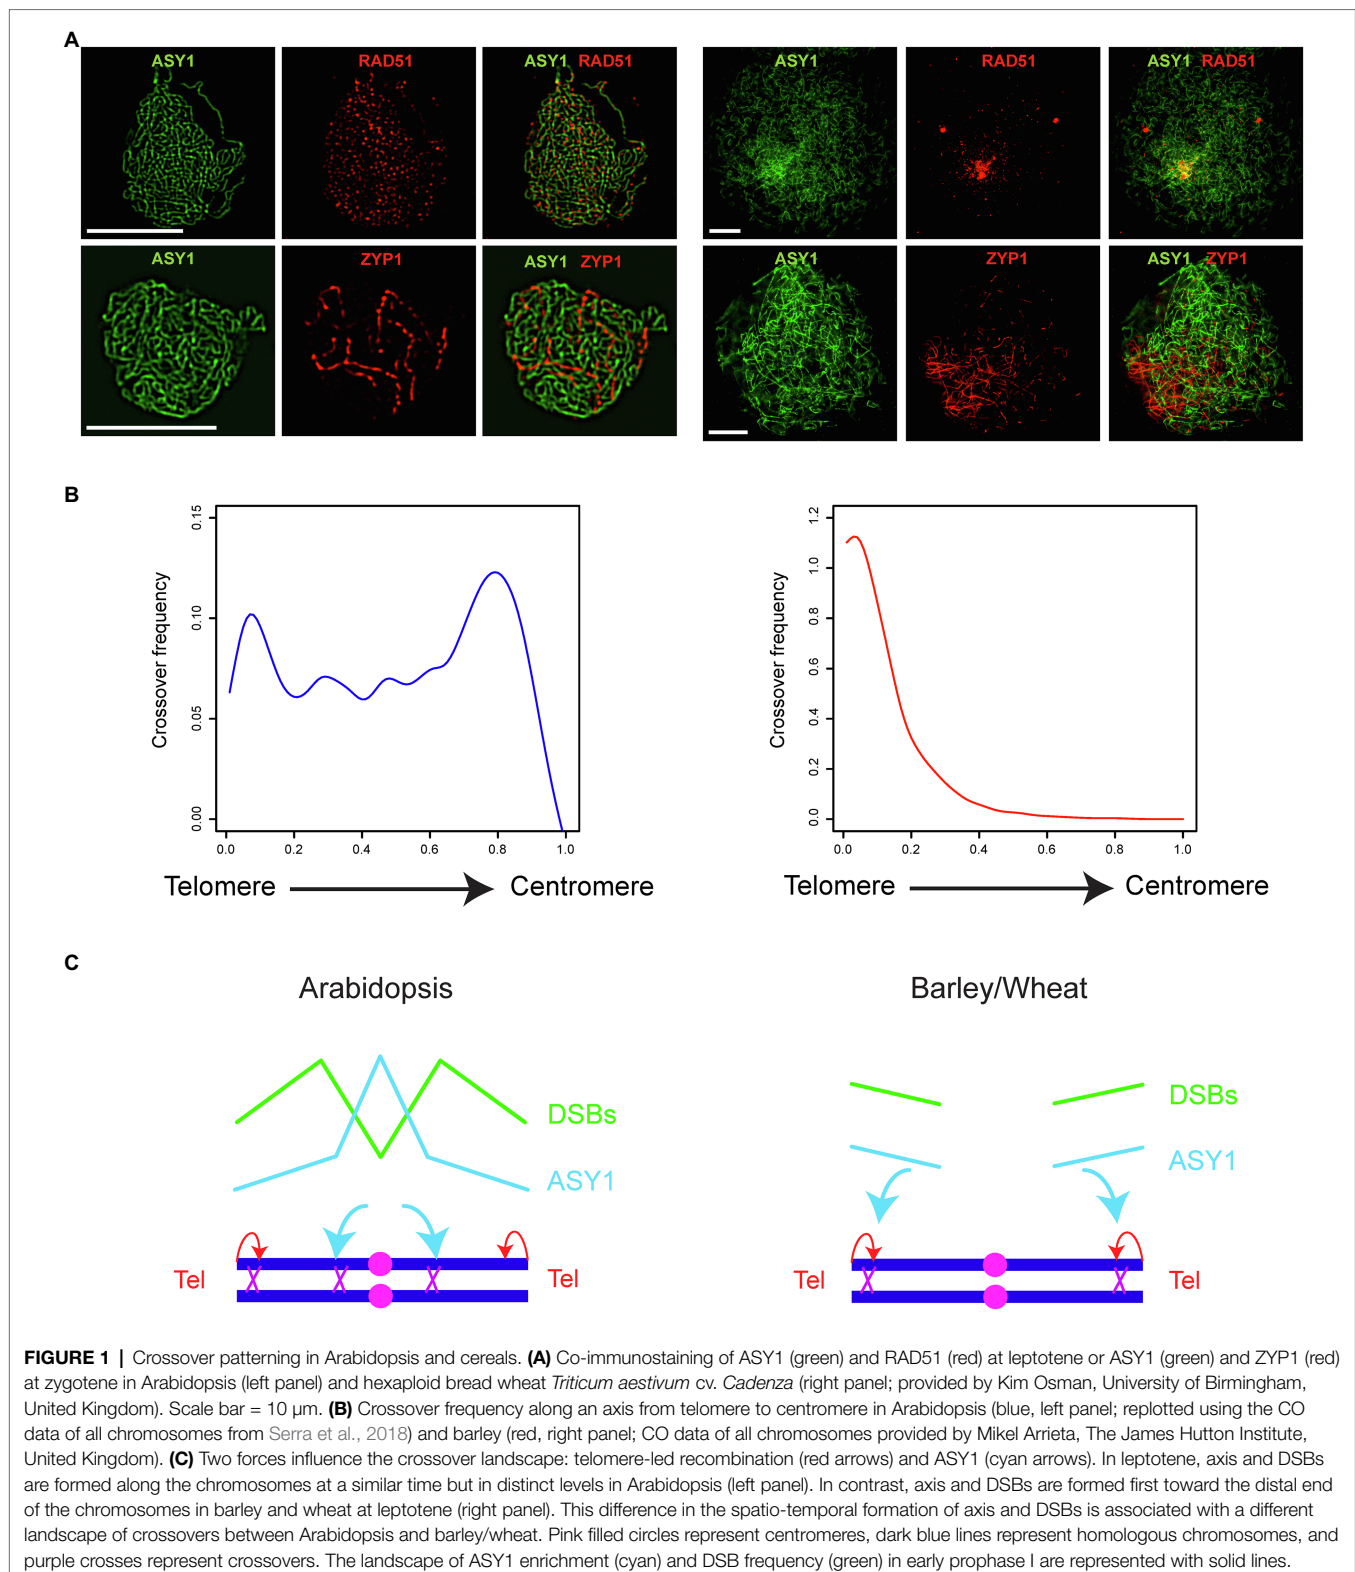 A
ASY1 RAD51 ASY1 RAD51 ASY1 RAD51 ASY1 RAD51
ASY1 ZYP1 ASY1 ZYP1 ASY1 ZYP1 ASY1 ZYP1
B
Crossover frequency
0.15
0.10
0.05
0.00
0.0 0.2 0.4 0.6 0.8 1.0
Telomere Centromere
Crossover frequency
1.2
1.0
0.8
0.6
0.4
0.2
0.0
0.0 0.2 0.4 0.6 0.8 1.0
Telomere Centromere
C
Arabidopsis
DSBs
ASY1
Tel Tel
Barley/Wheat
DSBs
ASY1
Tel Tel
FIGURE 1 | Crossover patterning in Arabidopsis and cereals. (A) Co-immunostaining of ASY1 (green) and RAD51 (red) at leptotene or ASY1 (green) and ZYP1 (red)
at zygotene in Arabidopsis (left panel) and hexaploid bread wheat Triticum aestivum cv. Cadenza (right panel; provided by Kim Osman, University of Birmingham,
United Kingdom). Scale bar = 10 μm. (B) Crossover frequency along an axis from telomere to centromere in Arabidopsis (blue, left panel; replotted using the CO
data of all chromosomes from Serra et al., 2018) and barley (red, right panel; CO data of all chromosomes provided by Mikel Arrieta, The James Hutton Institute,
United Kingdom). (C) Two forces influence the crossover landscape: telomere-led recombination (red arrows) and ASY1 (cyan arrows). In leptotene, axis and DSBs
are formed along the chromosomes at a similar time but in distinct levels in Arabidopsis (left panel). In contrast, axis and DSBs are formed first toward the distal end
of the chromosomes in barley and wheat at leptotene (right panel). This difference in the spatio-temporal formation of axis and DSBs is associated with a different
landscape of crossovers between Arabidopsis and barley/wheat. Pink filled circles represent centromeres, dark blue lines represent homologous chromosomes, and
purple crosses represent crossovers. The landscape of ASY1 enrichment (cyan) and DSB frequency (green) in early prophase I are represented with solid lines.